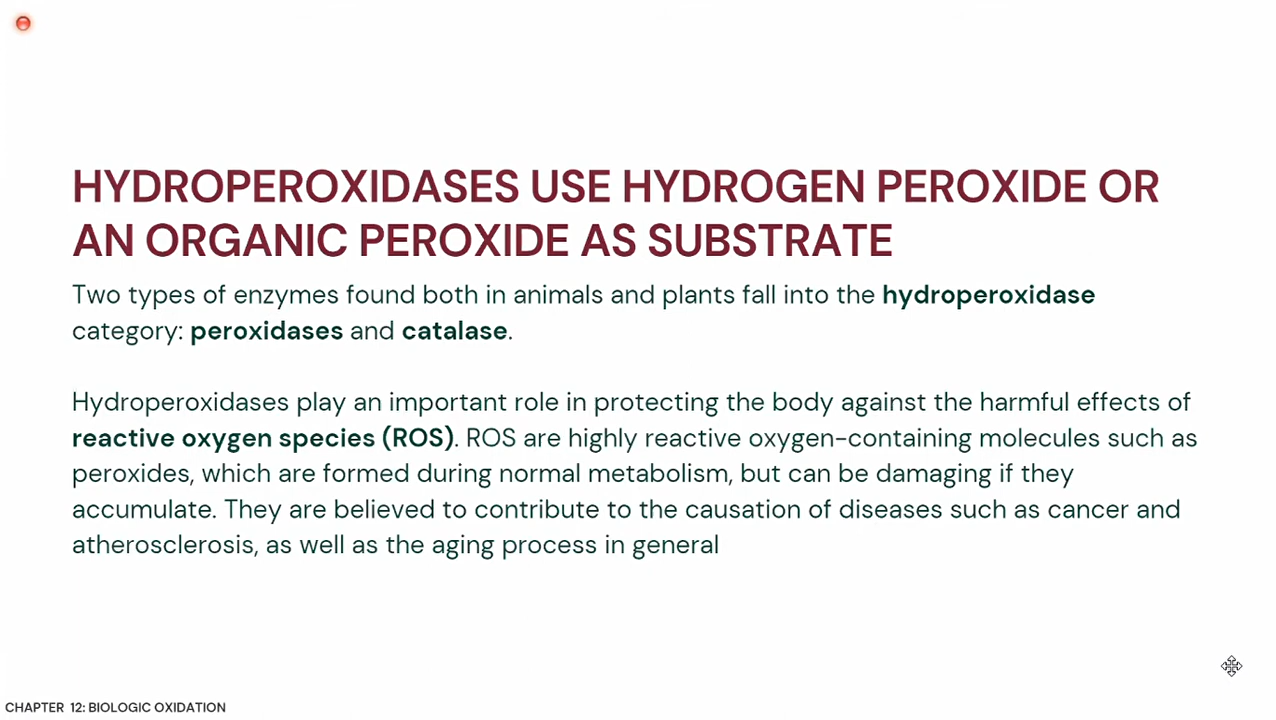 HYDROPEROXIDASES USE HYDROGEN PEROXIDE OR
AN ORGANIC PEROXIDE AS SUBSTRATE
Two types of enzymes found both in animals and plants fall into the hydroperoxidase
category: peroxidases and catalase.
Hydroperoxidases play an important role in protecting the body against the harmful effects of
reactive oxygen species (ROS). ROS are highly reactive oxygen-containing molecules such as
peroxides, which are formed during normal metabolism, but can be damaging if they
accumulate. They are believed to contribute to the causation of diseases such as cancer and
atherosclerosis, as well as the aging process in general
CHAPTER 12: BIOLOGIC OXIDATION